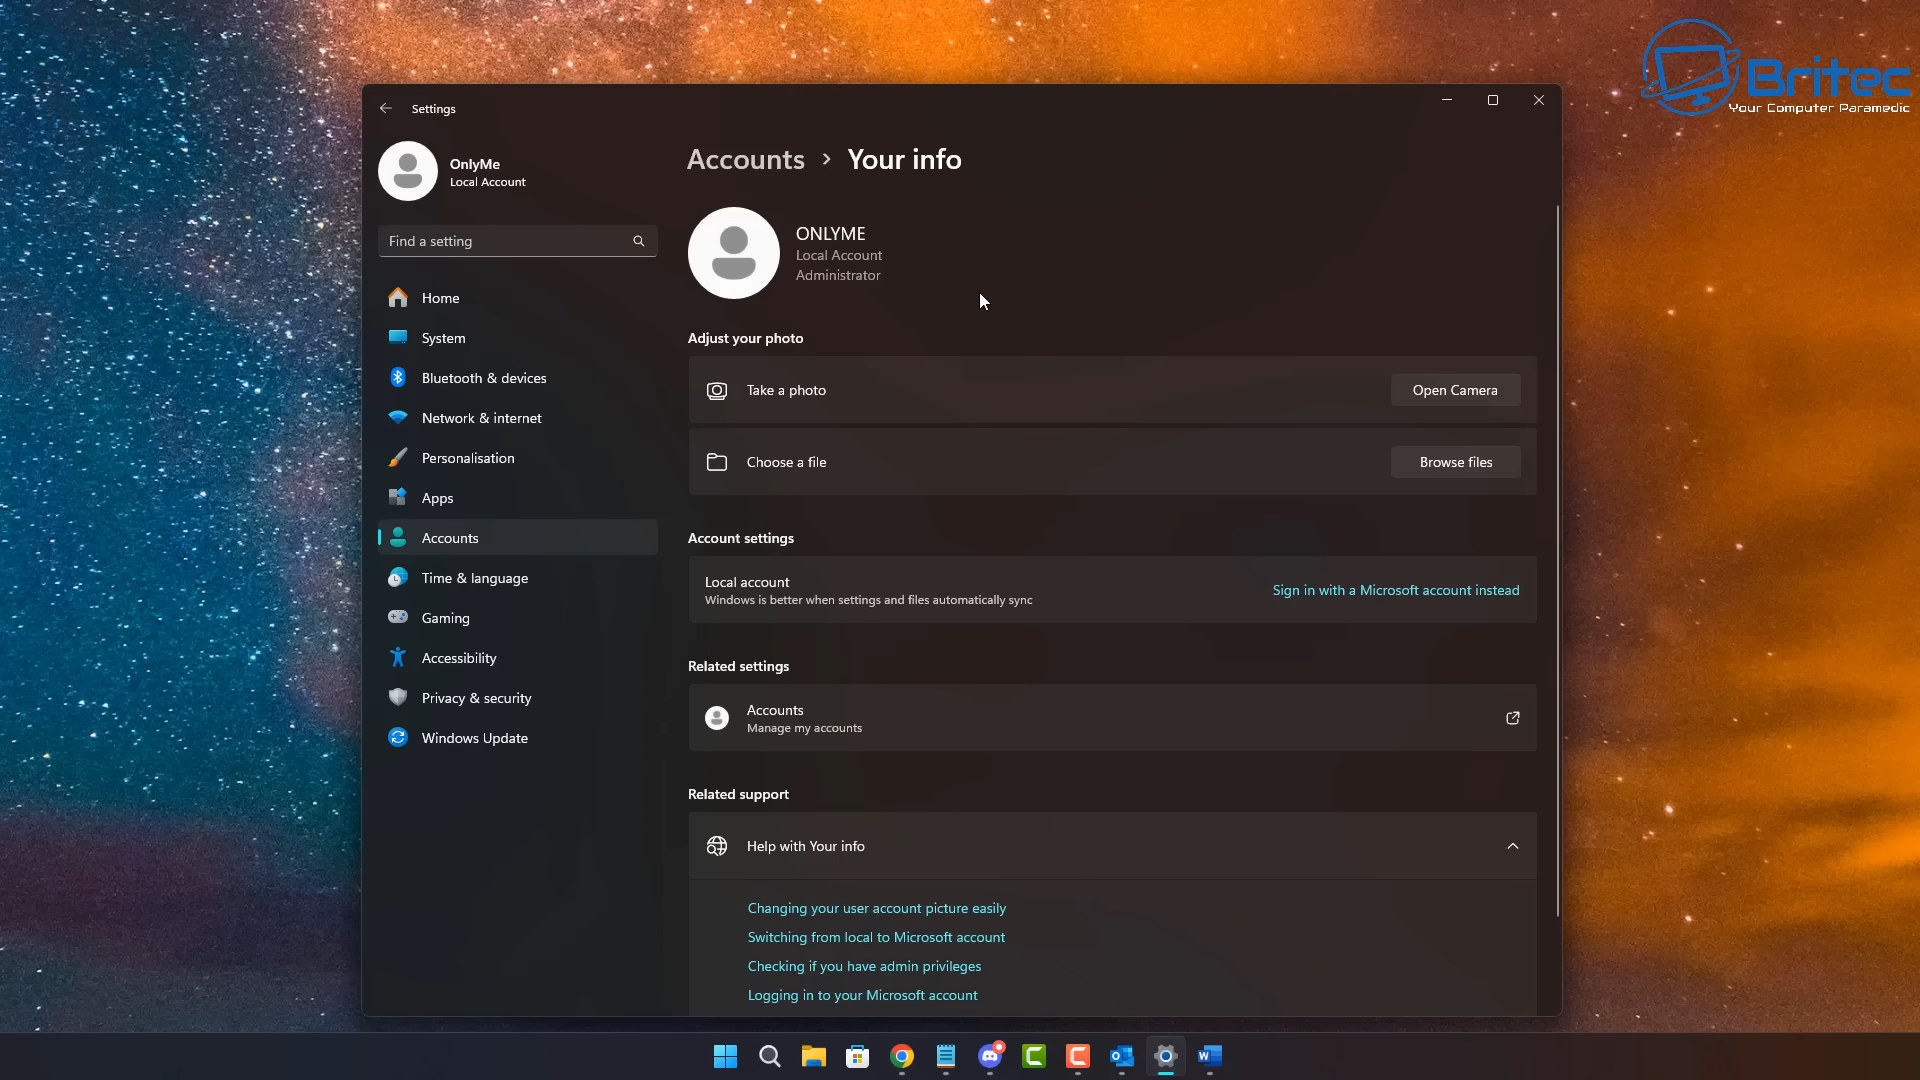 Britec
Your Computer Paramedic
Settings
OnlyMe
Local Account
Find a setting
Home
System
Bluetooth & devices
Network & internet
Personalisation
Apps
Accounts
Time & language
Gaming
Accessibility
Privacy & security
Windows Update
Accounts > Your info
ONLYME
Local Account
Administrator
Adjust your photo
Take a photo
Open Camera
Choose a file
Browse files
Account settings
Local account
Windows is better when settings and files automatically sync
Sign in with a Microsoft account instead
Related settings
Accounts
Manage my accounts
Related support
Help with Your info
Changing your user account picture easily
Switching from local to Microsoft account
Checking if you have admin privileges
Logging in to your Microsoft account